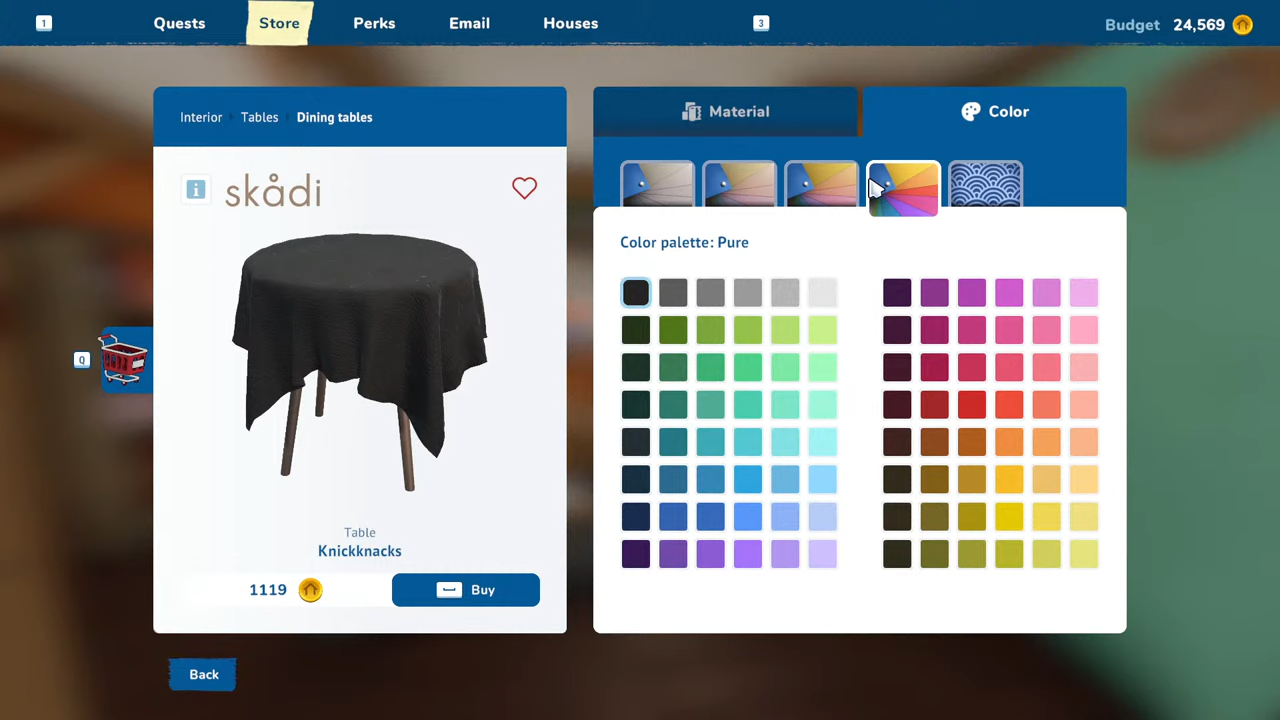 1
Quests
Store
Perks
Email
Houses
3
Budget 24,569
Interior
Tables
Dining tables
i
skådi
Material
Color
Color palette: Pure
Q
Table
Knickknacks
1119
Buy
Back